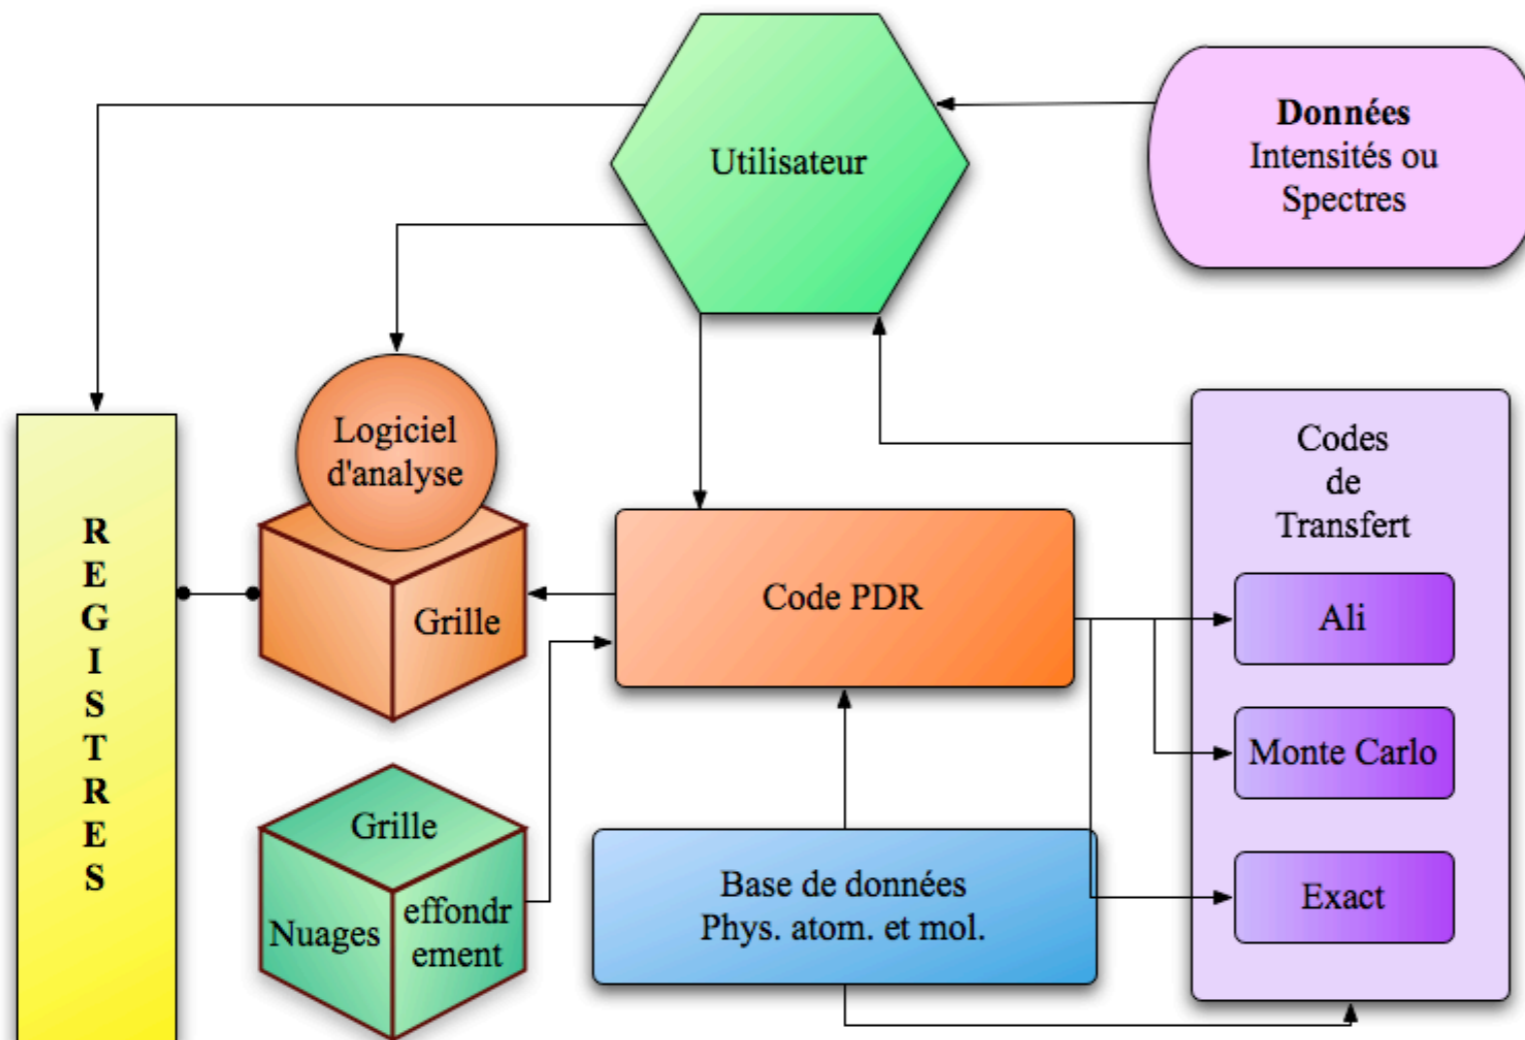 Utilisateur
Données
Intensités ou
Spectres
Logiciel
d'analyse
Grille
REGISTRES
Code PDR
Codes
de
Transfert
Ali
Monte Carlo
Exact
Grille
Nuages
effondr
ement
Base de données
Phys. atom. et mol.